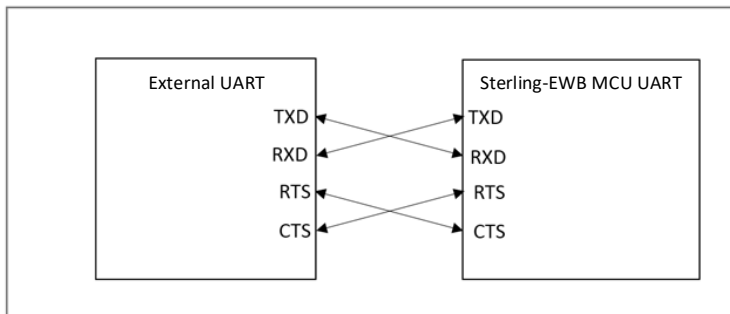 External UART
TXD
RXD
RTS
CTS
Sterling-EWB MCU UART
TXD
RXD
RTS
CTS